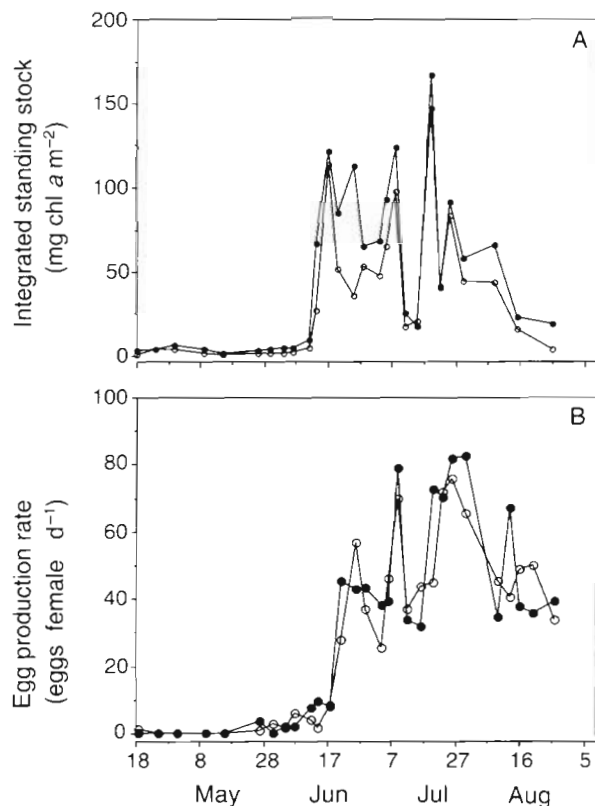 A
200
150
100
50
0
Integrated standing stock
(mg chl a m−2)
B
100
80
60
40
20
0
Egg production rate
(eggs female d−1)
18 8 28 17 7 27 16 5
May Jun Jul Aug